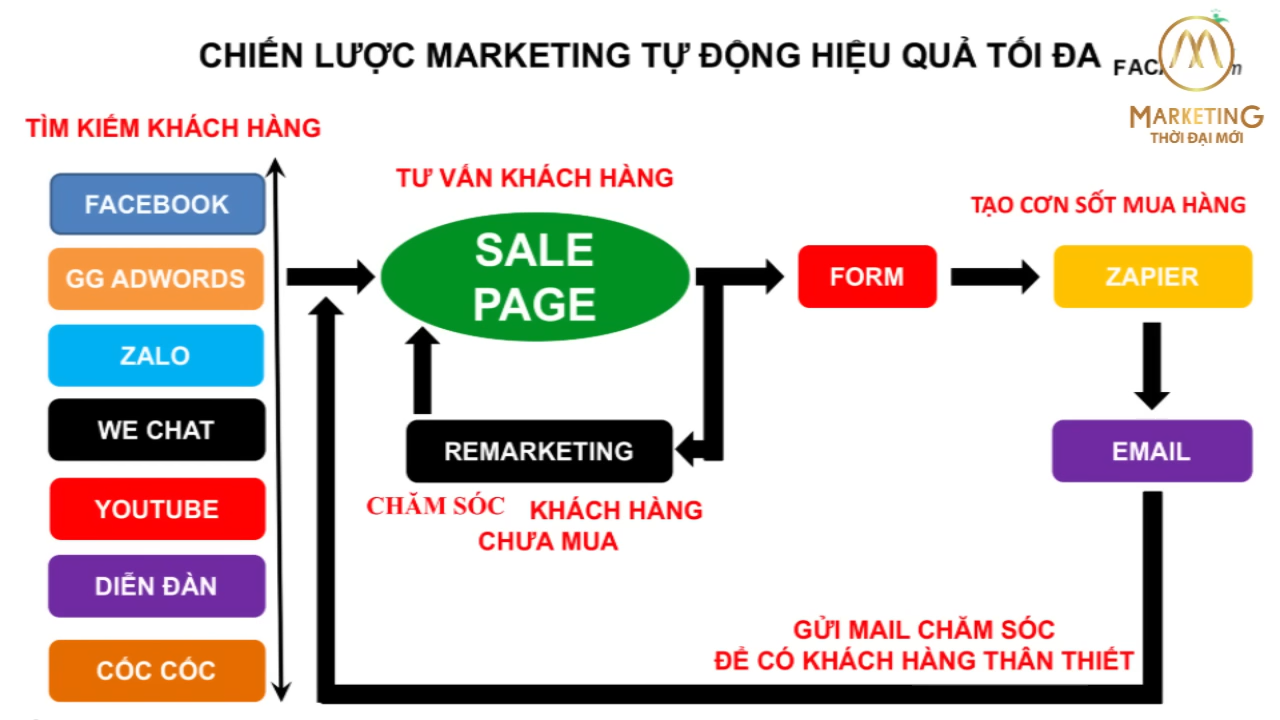 CHIẾN LƯỢC MARKETING TỰ ĐỘNG HIỆU QUẢ TỐI ĐA
MARKETING
THỜI ĐẠI MỚI
TÌM KIẾM KHÁCH HÀNG
FACEBOOK
GG ADWORDS
ZALO
WE CHAT
YOUTUBE
DIỄN ĐÀN
CỐC CỐC
TƯ VẤN KHÁCH HÀNG
SALE
PAGE
REMARKETING
CHĂM SÓC KHÁCH HÀNG
CHƯA MUA
FORM
TẠO CƠN SỐT MUA HÀNG
ZAPIER
EMAIL
GỬI MAIL CHĂM SÓC
ĐỂ CÓ KHÁCH HÀNG THÂN THIẾT